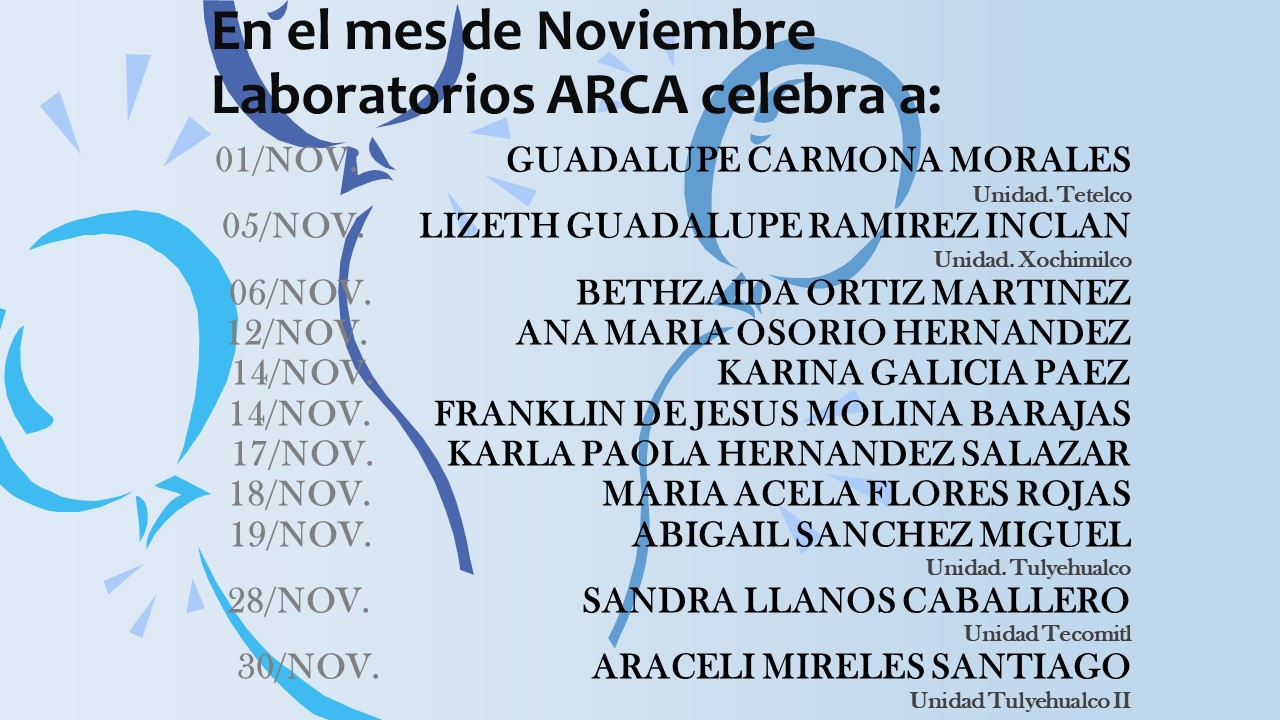 En el mes de Noviembre
Laboratorios ARCA celebra a:
01/NOV. GUADALUPE CARMONA MORALES
Unidad. Tetelco
05/NOV. LIZETH GUADALUPE RAMIREZ INCLAN
Unidad. Xochimilco
06/NOV. BETHZAIDA ORTIZ MARTINEZ
12/NOV. ANA MARIA OSORIO HERNANDEZ
14/NOV. KARINA GALICIA PAEZ
14/NOV. FRANKLIN DE JESUS MOLINA BARAJAS
17/NOV. KARLA PAOLA HERNANDEZ SALAZAR
18/NOV. MARIA ACELA FLORES ROJAS
19/NOV. ABIGAIL SANCHEZ MIGUEL
Unidad. Tulyehualco
28/NOV. SANDRA LLANOS CABALLERO
Unidad Tecomitl
30/NOV. ARACELI MIRELES SANTIAGO
Unidad Tulyehualco II